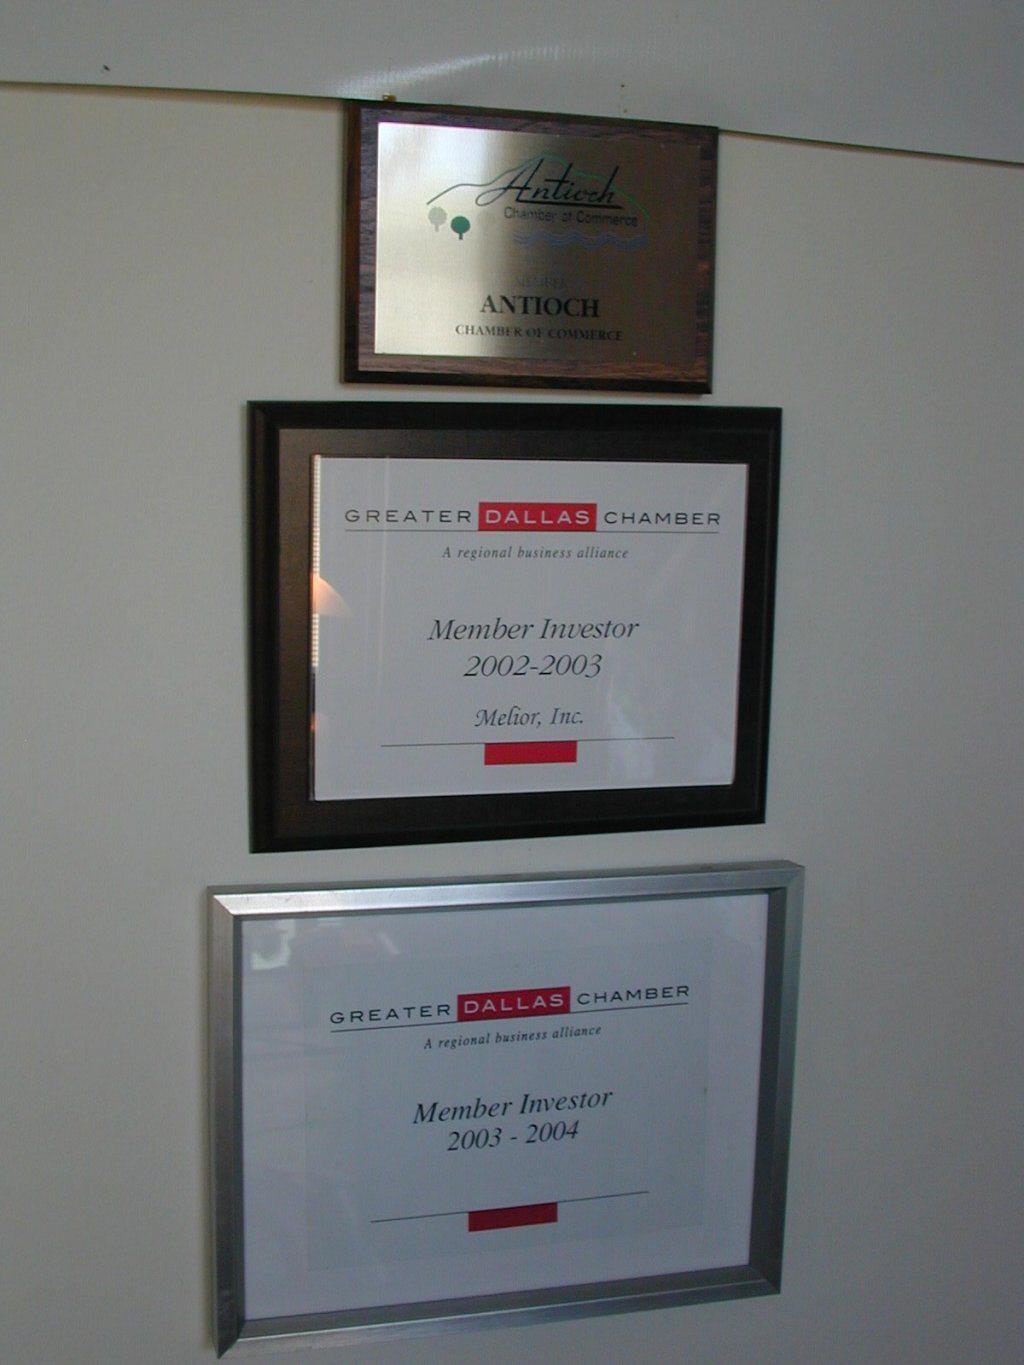 Antioch
Chamber of Commerce
MEMBER
ANTIOCH
CHAMBER OF COMMERCE
GREATER DALLAS CHAMBER
A regional business alliance
Member Investor
2002-2003
Melior, Inc.
GREATER DALLAS CHAMBER
A regional business alliance
Member Investor
2003 - 2004